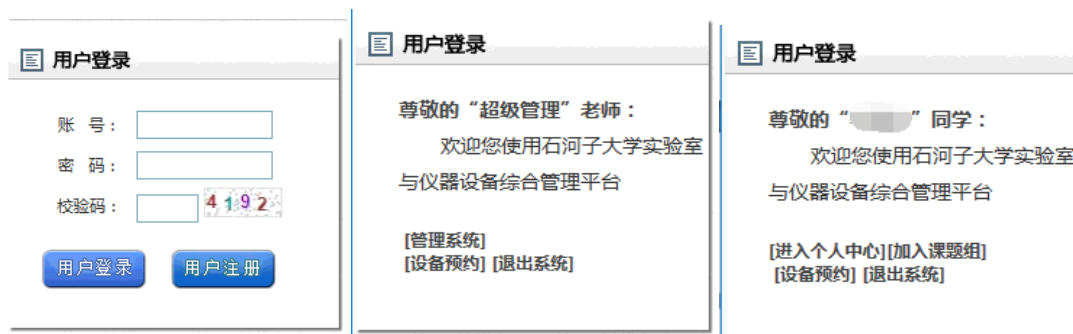 用户登录
账 号：
密 码：
校验码：
4192
用户登录
用户注册
用户登录
尊敬的“超级管理”老师：
欢迎您使用石河子大学实验室
与仪器设备综合管理平台
[管理系统]
[设备预约] [退出系统]
用户登录
尊敬的“ ”同学：
欢迎您使用石河子大学实验室
与仪器设备综合管理平台
[进入个人中心][加入课题组]
[设备预约] [退出系统]